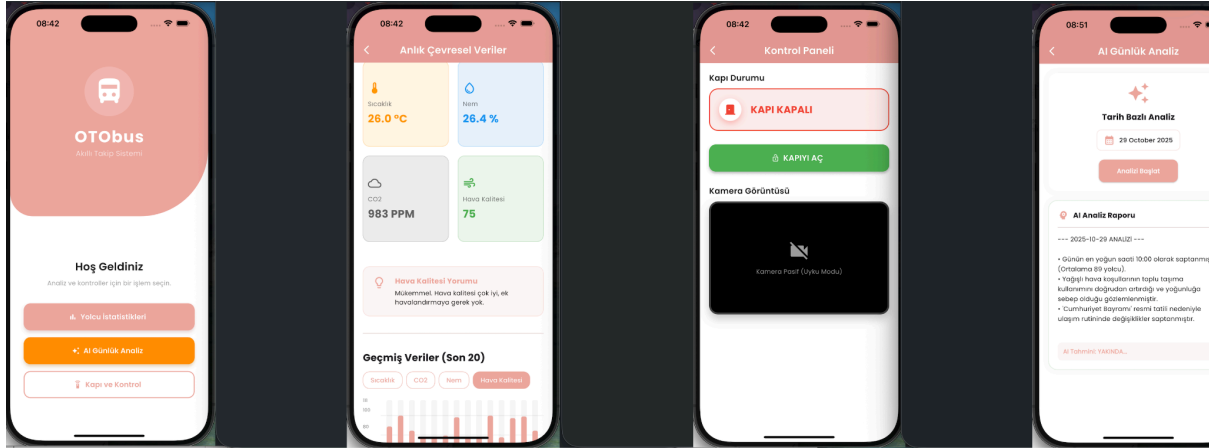 08:42
OTObus
Akıllı Takip Sistemi
Hoş Geldiniz
Analiz ve kontroller için bir işlem seçin.
Yolcu İstatistikleri
AI Günlük Analiz
Kapı ve Kontrol
08:42
Anlık Çevresel Veriler
Sıcaklık
26.0 °C
Nem
26.4 %
CO2
983 PPM
Hava Kalitesi
75
Hava Kalitesi Yorumu
Mükemmel. Hava kalitesi çok iyi, ek
havalandırmaya gerek yok.
Geçmiş Veriler (Son 20)
Sıcaklık
CO2
Nem
Hava Kalitesi
100
90
08:42
Kontrol Paneli
Kapı Durumu
KAPI KAPALI
KAPIYI AÇ
Kamera Görüntüsü
Kamera Pasif (Uyku Modu)
08:51
AI Günlük Analiz
Tarih Bazlı Analiz
29 October 2025
Analizi Başlat
AI Analiz Raporu
--- 2025-10-29 ANALİZİ ---
• Günün en yoğun saati 10:00 olarak saptanmış
(Ortalama 89 yolcu).
• Yağışlı hava koşullarının toplu taşıma
kullanımını doğrudan artırdığı ve yoğunluğa
sebep olduğu gözlemlenmiştir.
• 'Cumhuriyet Bayramı' resmi tatili nedeniyle
ulaşım rutininde değişiklikler saptanmıştır.
AI Tahmini: YAKINDA...